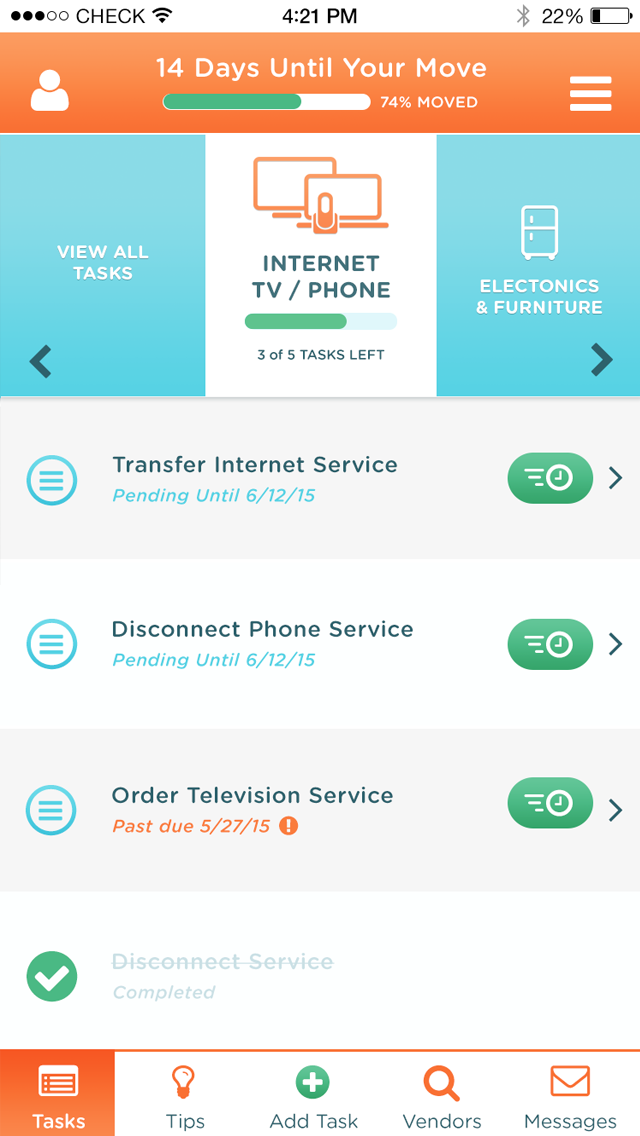 CHECK 4:21 PM 22%
14 Days Until Your Move
74% MOVED
VIEW ALL
TASKS
INTERNET
TV / PHONE
3 of 5 TASKS LEFT
ELECTONICS
& FURNITURE
Transfer Internet Service
Pending Until 6/12/15
Disconnect Phone Service
Pending Until 6/12/15
Order Television Service
Past due 5/27/15
Disconnect Service
Completed
Tasks Tips Add Task Vendors Messages